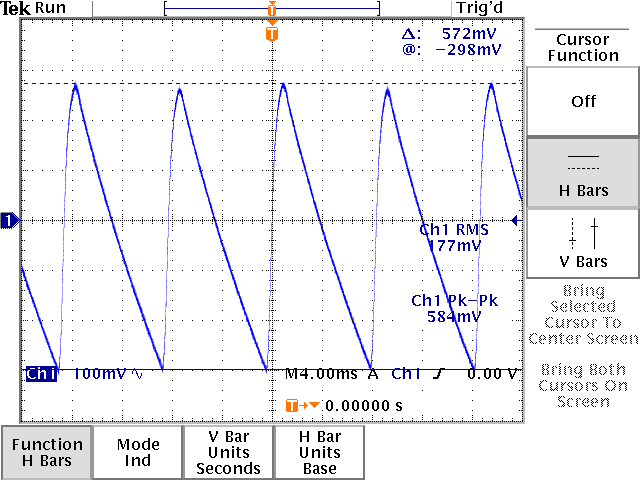 Tek Run Trig'd
T
T
Δ: 572mV
@: −298mV
Cursor
Function
Off
H Bars
V Bars
Bring
Selected
Cursor To
Center Screen
Bring Both
Cursors On
Screen
1
Ch1 RMS
177mV
Ch1 Pk−Pk
584mV
Ch1 100mV∿ M4.00ms A Ch1 ƒ 0.00 V
T→▼ 0.00000 s
Function
H Bars
Mode
Ind
V Bar
Units
Seconds
H Bar
Units
Base